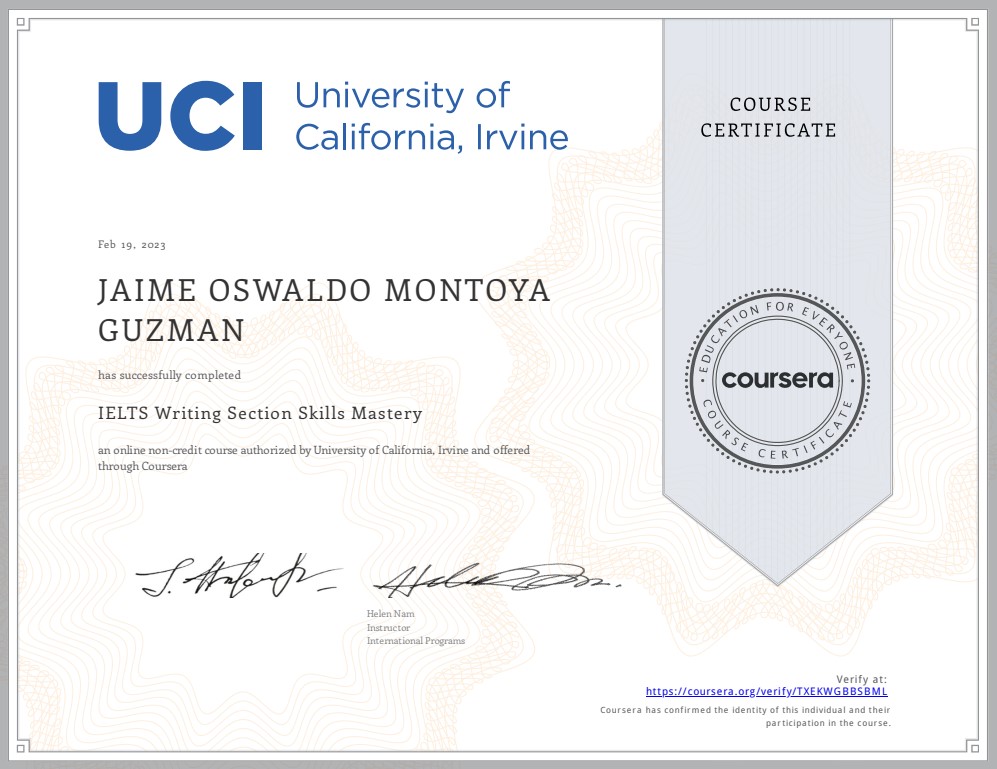 UCI
University of
California, Irvine
COURSE
CERTIFICATE
Feb 19, 2023
JAIME OSWALDO MONTOYA
GUZMAN
has successfully completed
IELTS Writing Section Skills Mastery
an online non-credit course authorized by University of California, Irvine and offered
through Coursera
EDUCATION FOR EVERYONE
coursera
COURSE CERTIFICATE
Helen Nam
Instructor
International Programs
Verify at:
https://coursera.org/verify/TXEKWGBBSBML
Coursera has confirmed the identity of this individual and their
participation in the course.